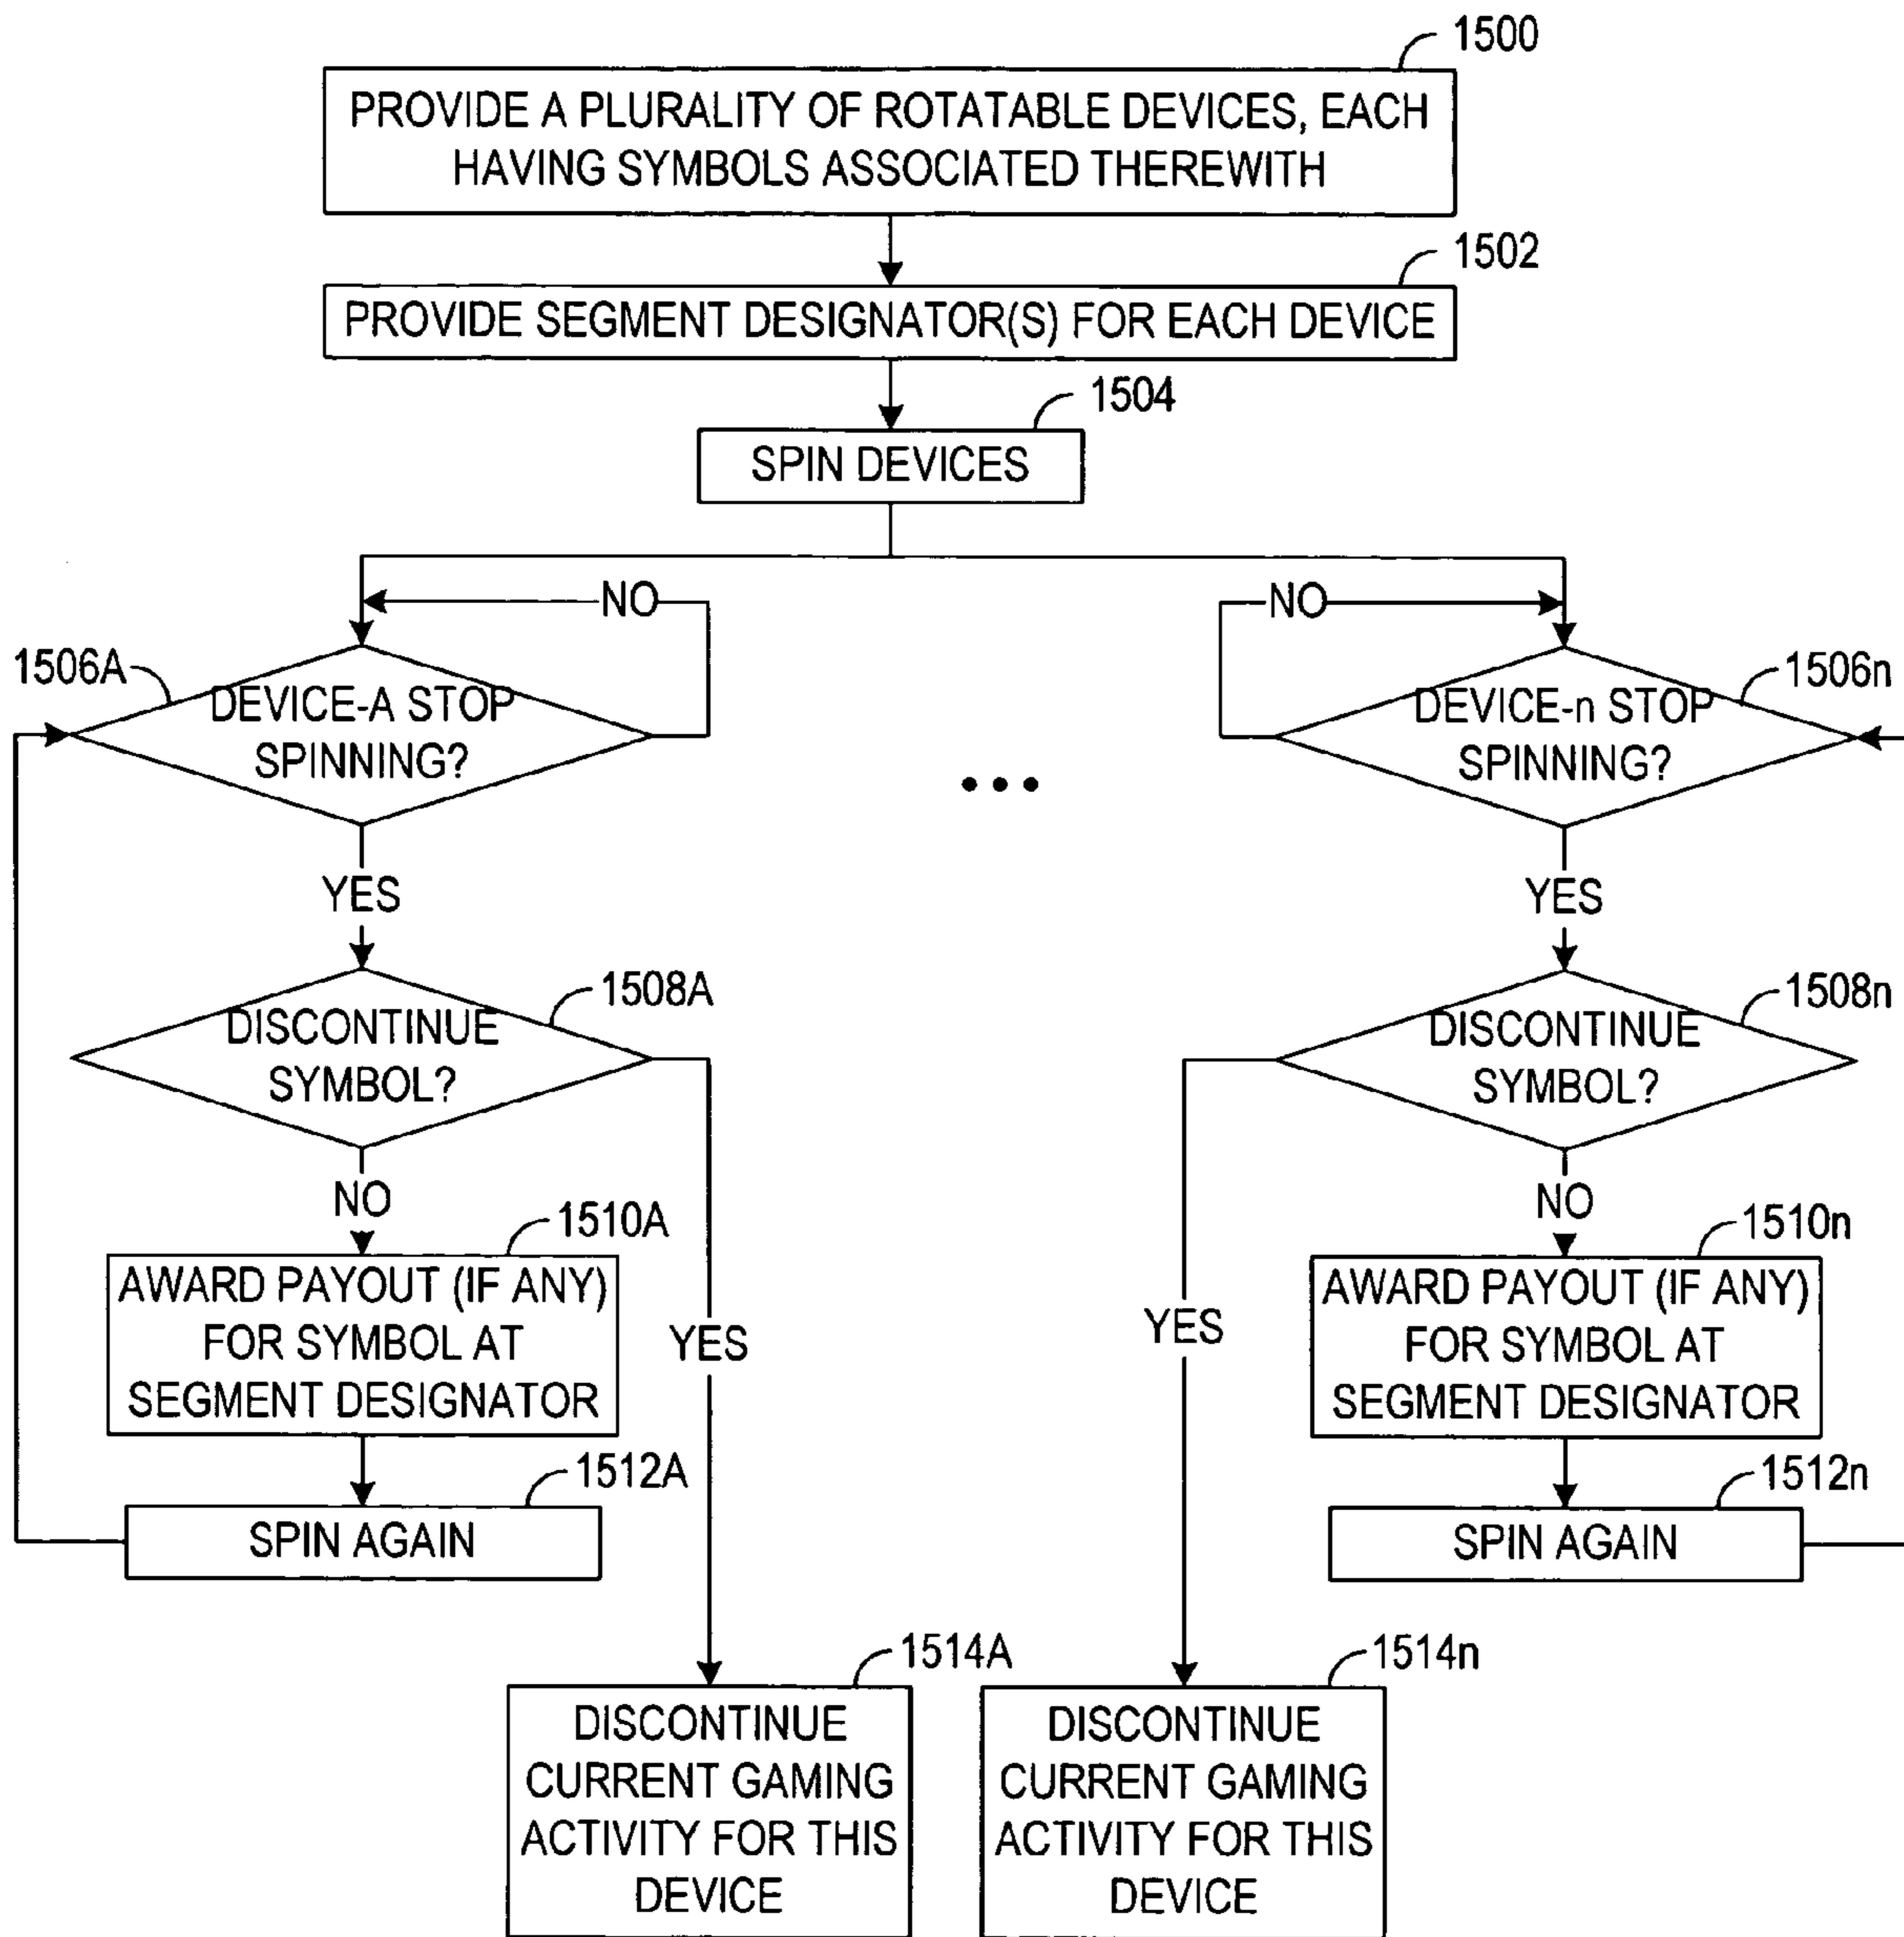 1500
PROVIDE A PLURALITY OF ROTATABLE DEVICES, EACH
HAVING SYMBOLS ASSOCIATED THEREWITH
1502
PROVIDE SEGMENT DESIGNATOR(S) FOR EACH DEVICE
1504
SPIN DEVICES
NO
NO
1506A
DEVICE-A STOP
SPINNING?
1506n
DEVICE-n STOP
SPINNING?
...
YES
YES
1508A
DISCONTINUE
SYMBOL?
1508n
DISCONTINUE
SYMBOL?
NO
NO
1510A
AWARD PAYOUT (IF ANY)
FOR SYMBOL AT
SEGMENT DESIGNATOR
YES
YES
1510n
AWARD PAYOUT (IF ANY)
FOR SYMBOL AT
SEGMENT DESIGNATOR
1512A
SPIN AGAIN
1512n
SPIN AGAIN
1514A
DISCONTINUE
CURRENT GAMING
ACTIVITY FOR THIS
DEVICE
1514n
DISCONTINUE
CURRENT GAMING
ACTIVITY FOR THIS
DEVICE